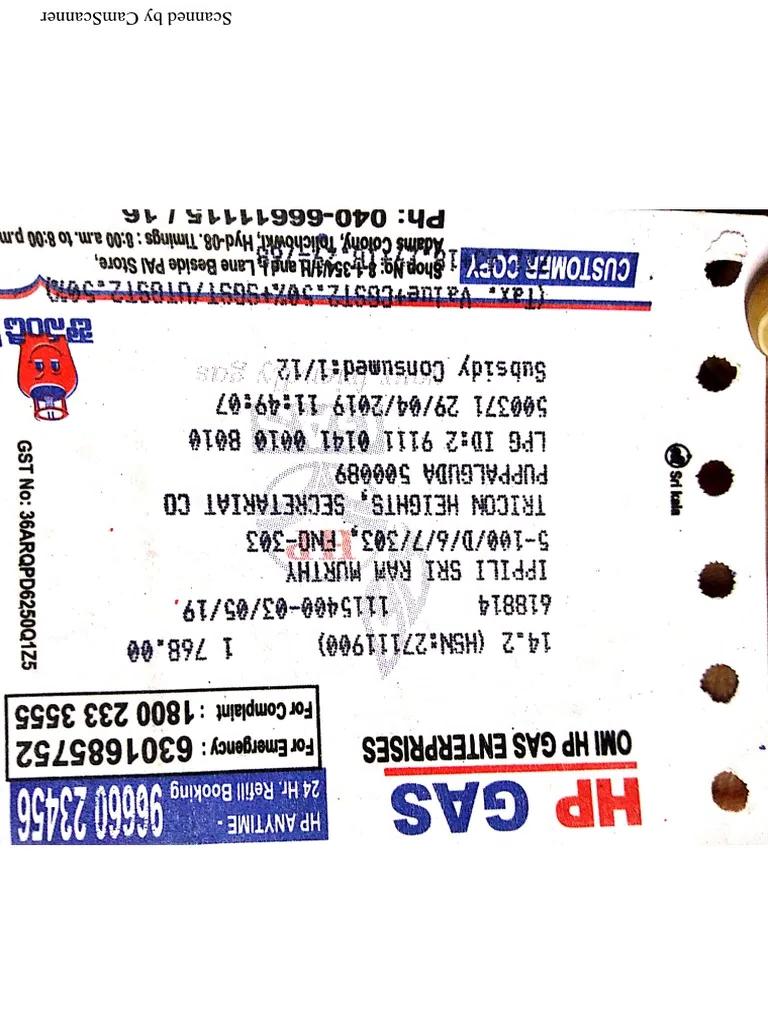 HP GAS
OMI HP GAS ENTERPRISES
HP ANYTIME -
24 Hr. Refill Booking 96660 23456
For Emergency : 6301685752
For Complaint : 1800 233 3555
14.2 (HSN:27111900) 1 768.00
618814 1115400-03/05/19
IPPILI SRI RAM MURTHY
5-100/D/6/7/303, FNO-303
TRICON HEIGHTS, SECRETARIAT CO
PUPPALGUDA 500089
LPG ID:2 9111 0141 0010 8010
500371 29/04/2019 11:49:07
Subsidy Consumed:1/12
GST No: 36ARQPD6250Q1Z5
Sri kala
(Tax. Value+CGST2.50%+SGST/UTGST2.50%)
CUSTOMER COPY
Shop No. 8-1-354/1/H and I, Lane Beside PAI Store,
Adams Colony, Tolichowki, Hyd-08. Timings : 8:00 a.m. to 8:00 p.m
Ph: 040-66611115 / 16
Scanned by CamScanner